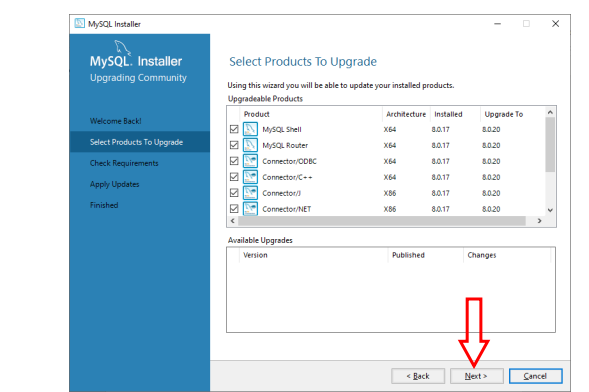 MySQL Installer
MySQL. Installer
Upgrading Community
Welcome Back!
Select Products To Upgrade
Check Requirements
Apply Updates
Finished
Select Products To Upgrade
Using this wizard you will be able to update your installed products.
Upgradeable Products
Product Architecture Installed Upgrade To
MySQL Shell X64 8.0.17 8.0.20
MySQL Router X64 8.0.17 8.0.20
Connector/ODBC X64 8.0.17 8.0.20
Connector/C++ X64 8.0.17 8.0.20
Connector/J X86 8.0.17 8.0.20
Connector/NET X86 8.0.17 8.0.20
Available Upgrades
Version Published Changes
< Back Next > Cancel